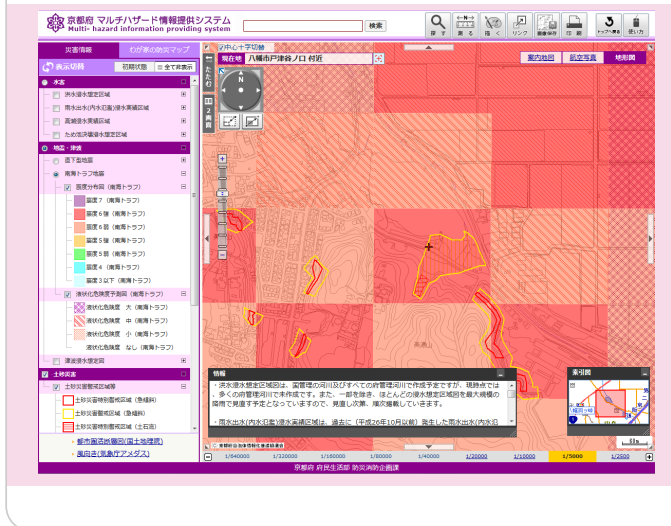 京都府 マルチハザード情報提供システム
Multi- hazard information providing system
検索
探 す
戻 る
描 く
リンク
画像保存
印 刷
トップへ戻る
使い方
災害情報
わが家の防災マップ
表示切替
初期状態
全て非表示
水害
洪水浸水想定区域
雨水出水(内水氾濫)浸水実績区域
高潮浸水実績区域
ため池決壊浸水想定区域
地震・津波
直下型地震
南海トラフ地震
震度分布図（南海トラフ）
震度７（南海トラフ）
震度６強（南海トラフ）
震度６弱（南海トラフ）
震度５強（南海トラフ）
震度５弱（南海トラフ）
震度４（南海トラフ）
震度３以下（南海トラフ）
液状化危険度予測図（南海トラフ）
液状化危険度　大（南海トラフ）
液状化危険度　中（南海トラフ）
液状化危険度　小（南海トラフ）
液状化危険度　なし（南海トラフ）
津波浸水想定図
土砂災害
土砂災害警戒区域等
土砂災害特別警戒区域（急傾斜）
土砂災害警戒区域（急傾斜）
土砂災害特別警戒区域（土石流）
都市圏活断層図(国土地理院)
風向き(気象庁アメダス)
中心十字切替
現在地 八幡市戸津谷ノ口 付近
たたむ
２画面
案内地図
航空写真
地形図
情報
・洪水浸水想定区域図は、国管理の河川及びすべての府管理河川で作成予定ですが、現時点では
、多くの府管理河川で未作成です。また、一部を除き、ほとんどの浸水想定区域図を最大規模の
降雨で見直す予定となっていますので、見直し次第、順次掲載していきます。
・雨水出水(内水氾濫)浸水実績区域は、過去に（平成26年10月以前）発生した雨水出水(内水氾
索引図
1/640000
1/320000
1/160000
1/80000
1/40000
1/20000
1/10000
1/5000
1/2500
京都府 府民生活部 防災消防企画課